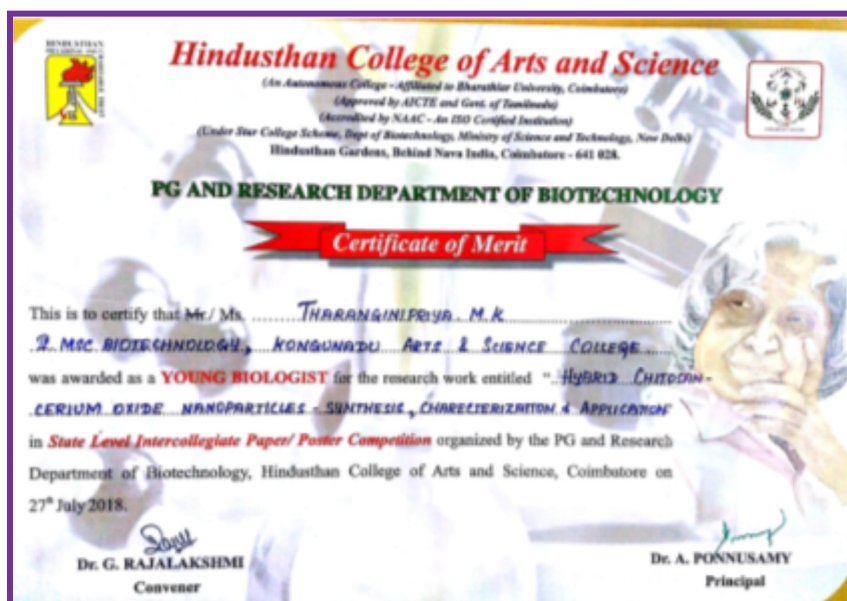 HINDUSTHAN
Hindusthan College of Arts and Science
(An Autonomous College - Affiliated to Bharathiar University, Coimbatore)
(Approved by AICTE and Govt. of Tamilnadu)
(Accredited by NAAC - An ISO Certified Institution)
(Under Star College Scheme, Dept of Biotechnology, Ministry of Science and Technology, New Delhi)
Hindusthan Gardens, Behind Nava India, Coimbatore - 641 028.
PG AND RESEARCH DEPARTMENT OF BIOTECHNOLOGY
Certificate of Merit
This is to certify that Mr./ Ms. THARANGINIPRIYA. M.K
MSC BIOTECHNOLOGY, KONGUNADU ARTS & SCIENCE COLLEGE
was awarded as a YOUNG BIOLOGIST for the research work entitled " HYBRID CHITOSAN-
CERIUM OXIDE NANOPARTICLES - SYNTHESIS, CHARECTERIZATION & APPLICATION
in State Level Intercollegiate Paper/ Poster Competition organized by the PG and Research
Department of Biotechnology, Hindusthan College of Arts and Science, Coimbatore on
27th July 2018.
Dr. G. RAJALAKSHMI
Convener
Dr. A. PONNUSAMY
Principal